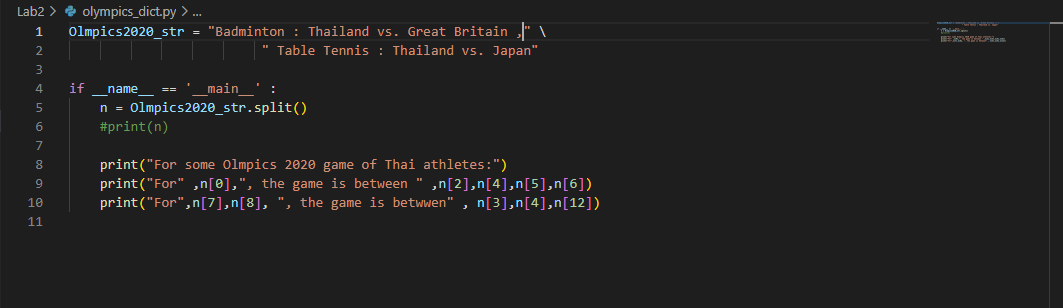 Lab2 > olympics_dict.py > ...
1 Olmpics2020_str = "Badminton : Thailand vs. Great Britain ," \
2 " Table Tennis : Thailand vs. Japan"
3
4 if __name__ == '__main__' :
5 n = Olmpics2020_str.split()
6 #print(n)
7
8 print("For some Olmpics 2020 game of Thai athletes:")
9 print("For" ,n[0],", the game is between " ,n[2],n[4],n[5],n[6])
10 print("For",n[7],n[8], ", the game is betwwen" , n[3],n[4],n[12])
11